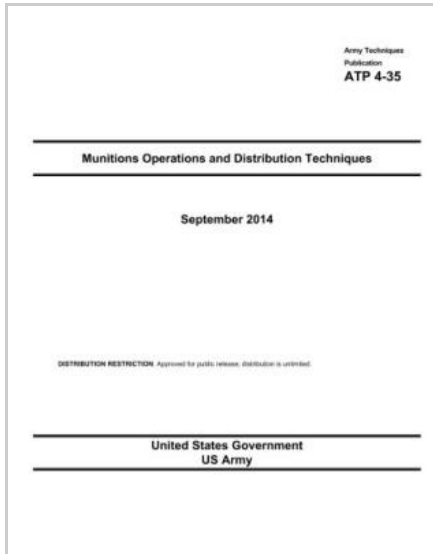 Army Techniques
Publication
ATP 4-35
Munitions Operations and Distribution Techniques
September 2014
DISTRIBUTION RESTRICTION. Approved for public release; distribution is unlimited.
United States Government
US Army